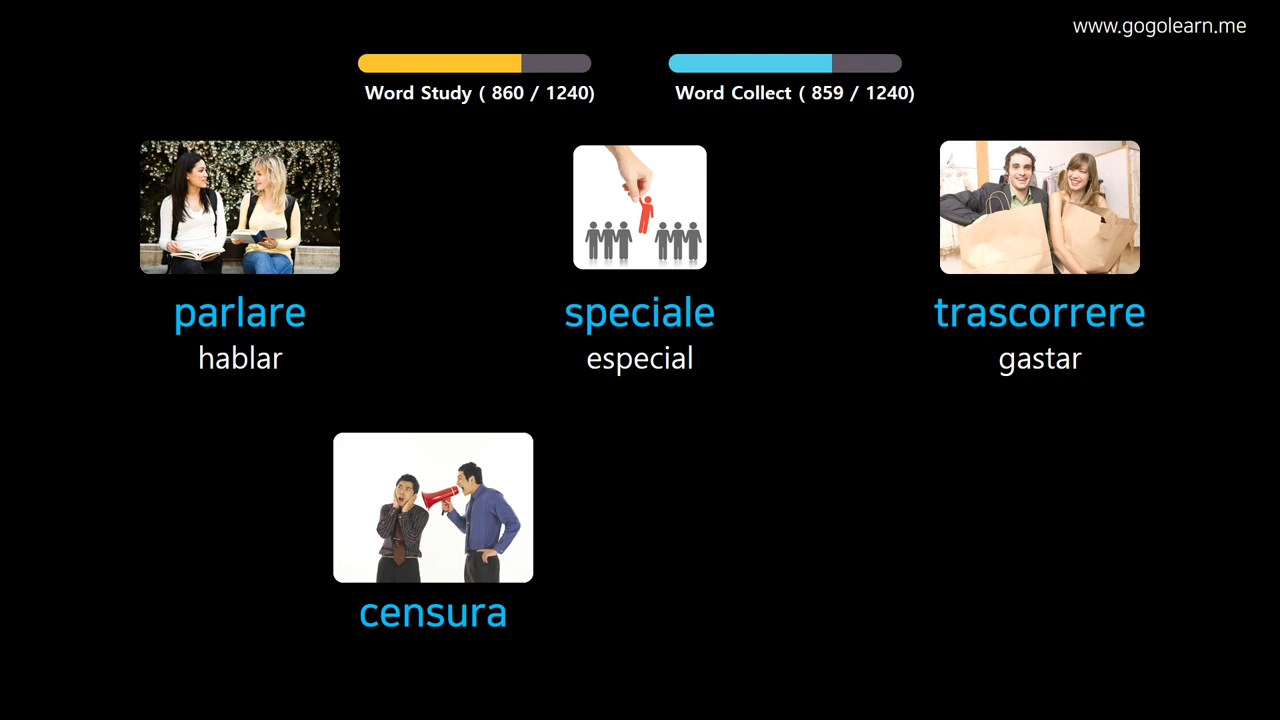 www.gogolearn.me
Word Study ( 860 / 1240)
Word Collect ( 859 / 1240)
parlare
hablar
speciale
especial
trascorrere
gastar
censura